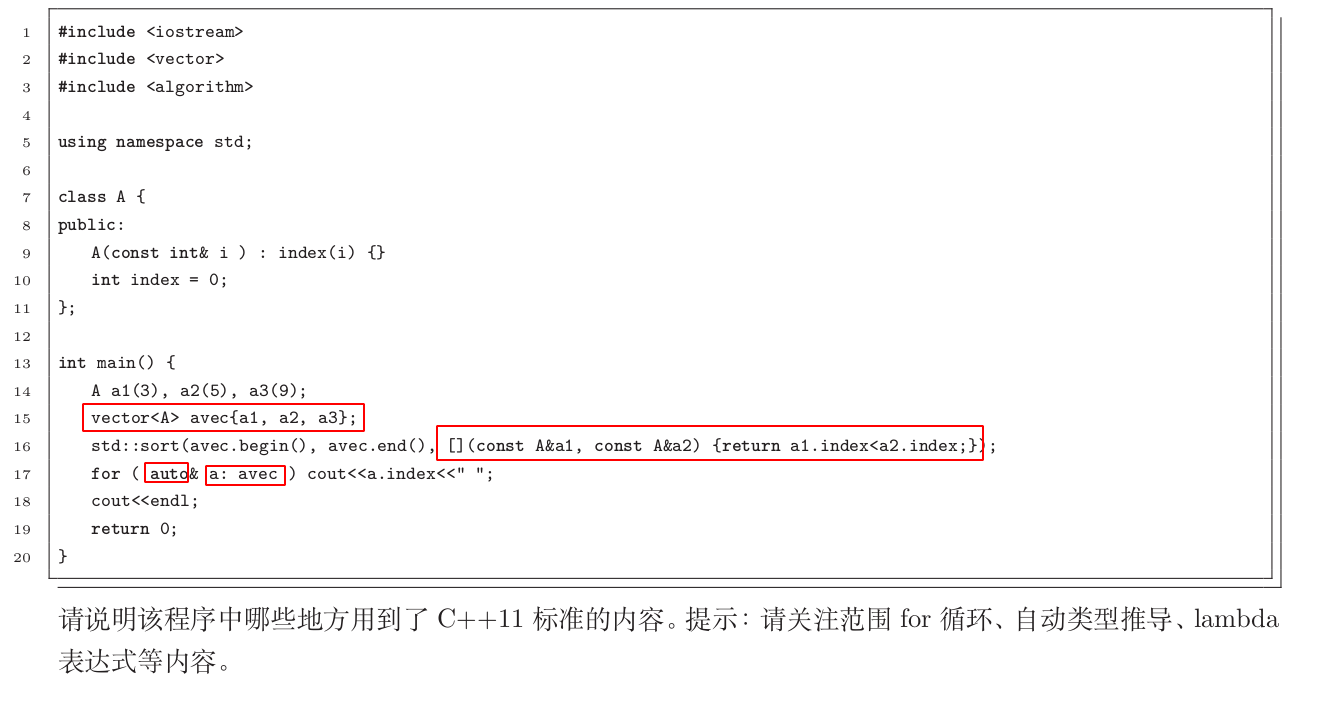 1 #include <iostream>
2 #include <vector>
3 #include <algorithm>
4
5 using namespace std;
6
7 class A {
8 public:
9 A(const int& i ) : index(i) {}
10 int index = 0;
11 };
12
13 int main() {
14 A a1(3), a2(5), a3(9);
15 vector<A> avec{a1, a2, a3};
16 std::sort(avec.begin(), avec.end(), [](const A&a1, const A&a2) {return a1.index<a2.index;});
17 for ( auto& a: avec ) cout<<a.index<<" ";
18 cout<<endl;
19 return 0;
20 }
请说明该程序中哪些地方用到了 C++11 标准的内容。提示：请关注范围 for 循环、自动类型推导、lambda
表达式等内容。